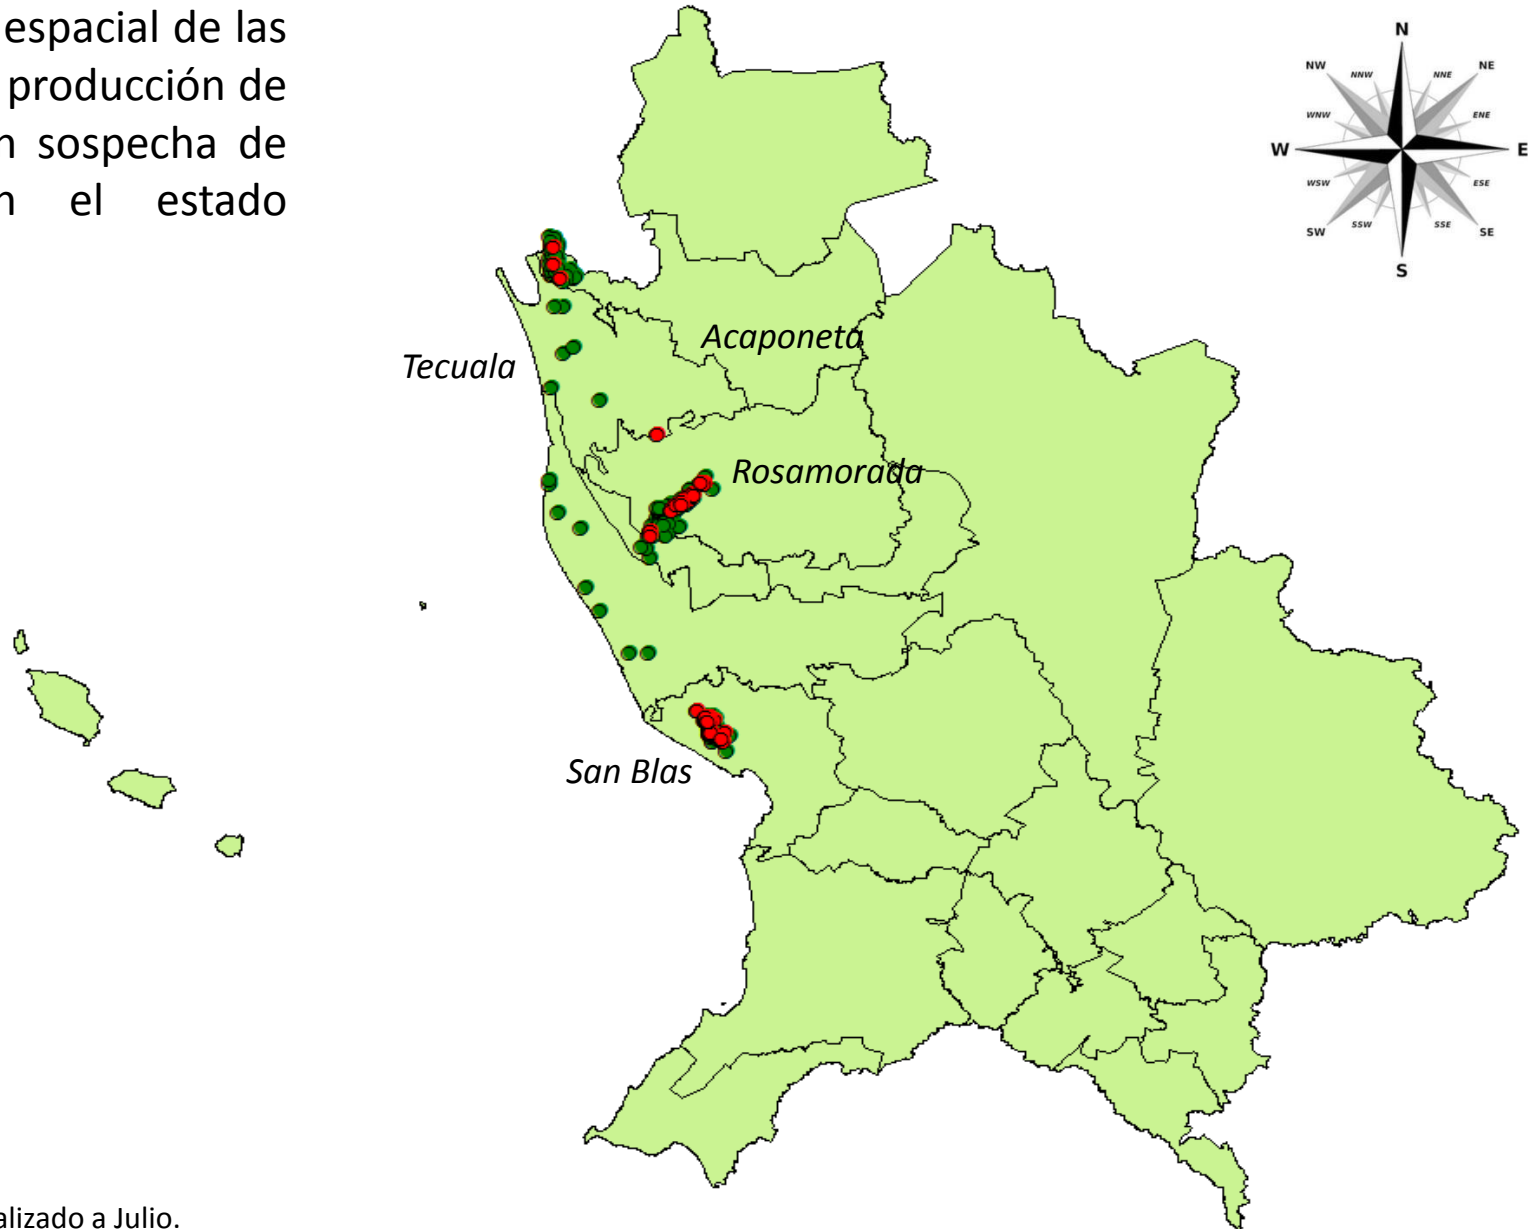 espacial de las
producción de
n sospecha de
n el estado
N
NNW
NNE
NW
NE
WNW
ENE
W
E
WSW
ESE
SSW
SSE
SW
SE
S
Acaponeta
Tecuala
Rosamorada
San Blas
alizado a Julio.